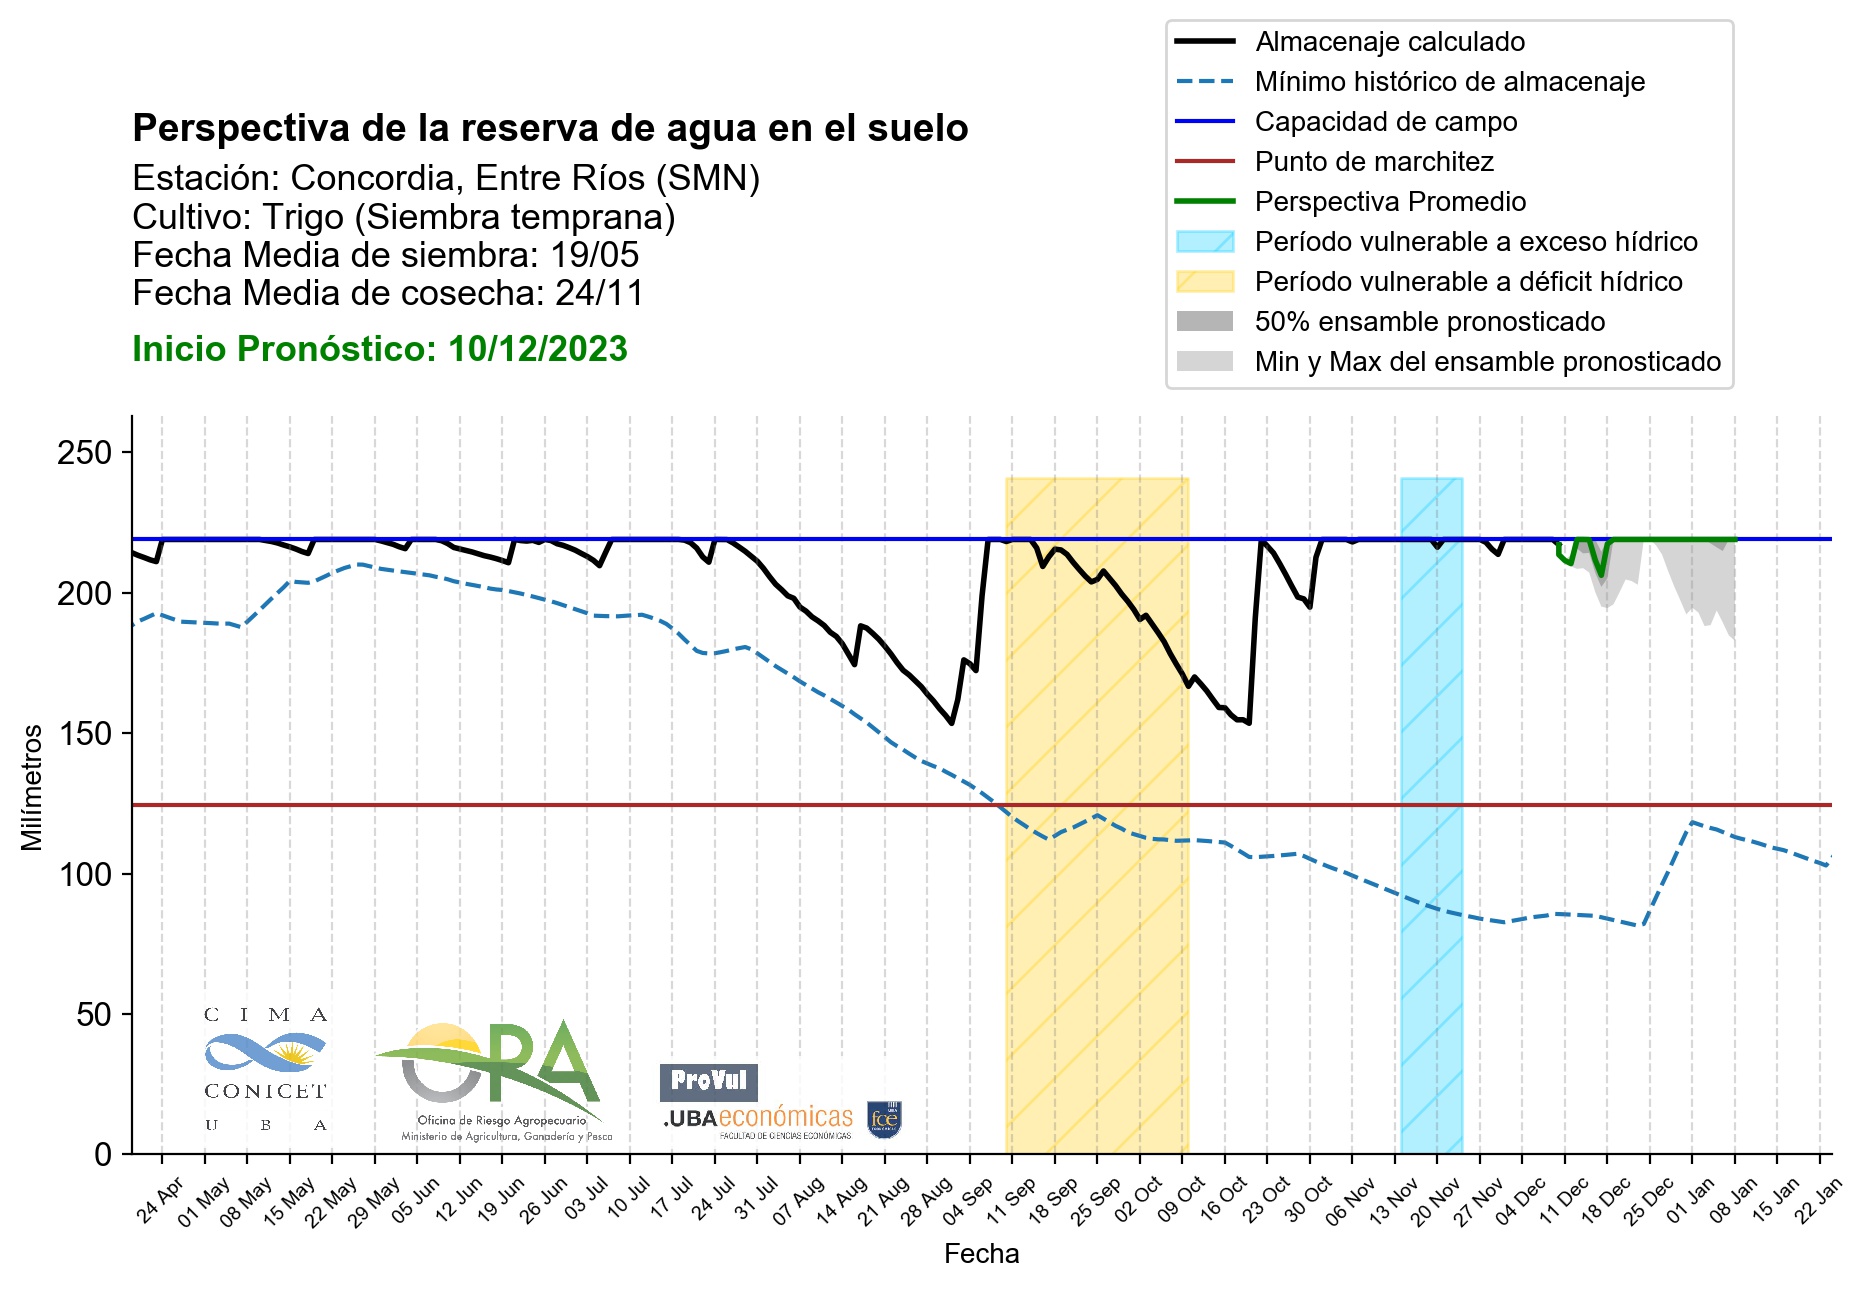 Almacenaje calculado
Mínimo histórico de almacenaje
Capacidad de campo
Punto de marchitez
Perspectiva Promedio
Período vulnerable a exceso hídrico
Período vulnerable a déficit hídrico
50% ensamble pronosticado
Min y Max del ensamble pronosticado
Perspectiva de la reserva de agua en el suelo
Estación: Concordia, Entre Ríos (SMN)
Cultivo: Trigo (Siembra temprana)
Fecha Media de siembra: 19/05
Fecha Media de cosecha: 24/11
Inicio Pronóstico: 10/12/2023
250
200
150
100
50
0
Milímetros
C I M A
CONICET
U B A
OPA
Oficina de Riesgo Agropecuario
Ministerio de Agricultura, Ganadería y Pesca
ProVul
.UBAeconómicas
FACULTAD DE CIENCIAS ECONÓMICAS
UBA
fce
24 Apr
01 May
08 May
15 May
22 May
29 May
05 Jun
12 Jun
19 Jun
26 Jun
03 Jul
10 Jul
17 Jul
24 Jul
31 Jul
07 Aug
14 Aug
21 Aug
28 Aug
04 Sep
11 Sep
18 Sep
25 Sep
02 Oct
09 Oct
16 Oct
23 Oct
30 Oct
06 Nov
13 Nov
20 Nov
27 Nov
04 Dec
11 Dec
18 Dec
25 Dec
01 Jan
08 Jan
15 Jan
22 Jan
Fecha